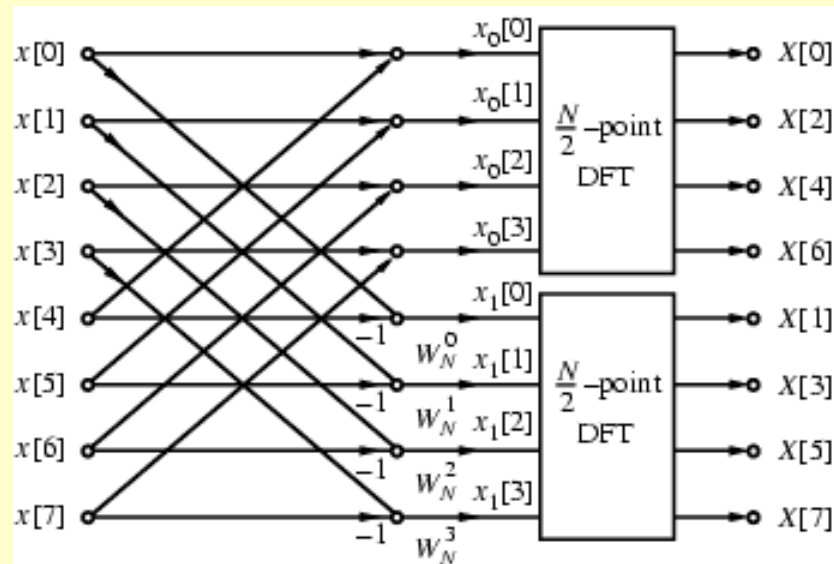 x[0] x₀[0] X[0]
x[1] x₀[1] X[2]
N/2 –point
x[2] x₀[2] DFT X[4]
x[3] x₀[3] X[6]
x[4] –1 x₁[0] X[1]
W_N^0
x[5] –1 x₁[1] N/2 –point X[3]
W_N^1
DFT
x[6] –1 x₁[2] X[5]
W_N^2
x[7] –1 x₁[3] X[7]
W_N^3